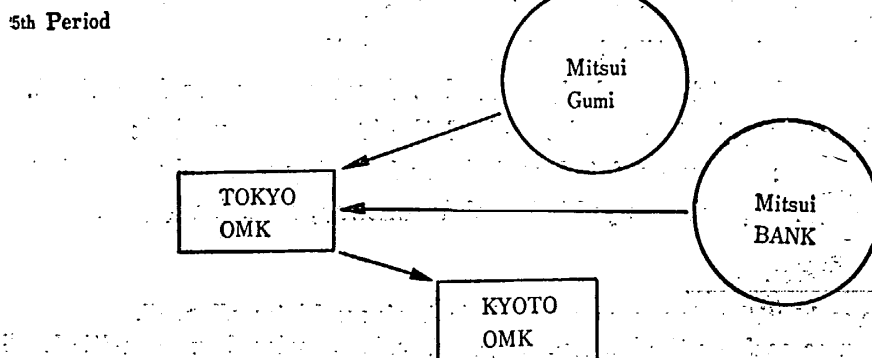 5th Period
Mitsui
Gumi
TOKYO
OMK
Mitsui
BANK
KYOTO
OMK